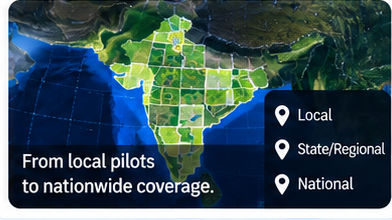 From local pilots
to nationwide coverage.
Local
State/Regional
National